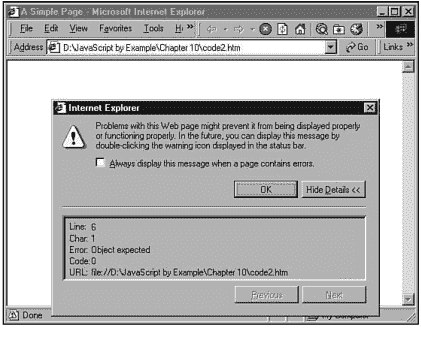 A Simple Page - Microsoft Internet Explorer
File Edit View Favorites Tools H
Address D:\JavaScript by Example\Chapter 10\code2.htm Go Links »
Internet Explorer
Problems with this Web page might prevent it from being displayed properly
or functioning properly. In the future, you can display this message by
double-clicking the warning icon displayed in the status bar.
Always display this message when a page contains errors.
OK Hide Details <<
Line: 6
Char: 1
Error: Object expected
Code: 0
URL: file://D:\JavaScript by Example\Chapter 10\code2.htm
Previous Next
Done My Computer